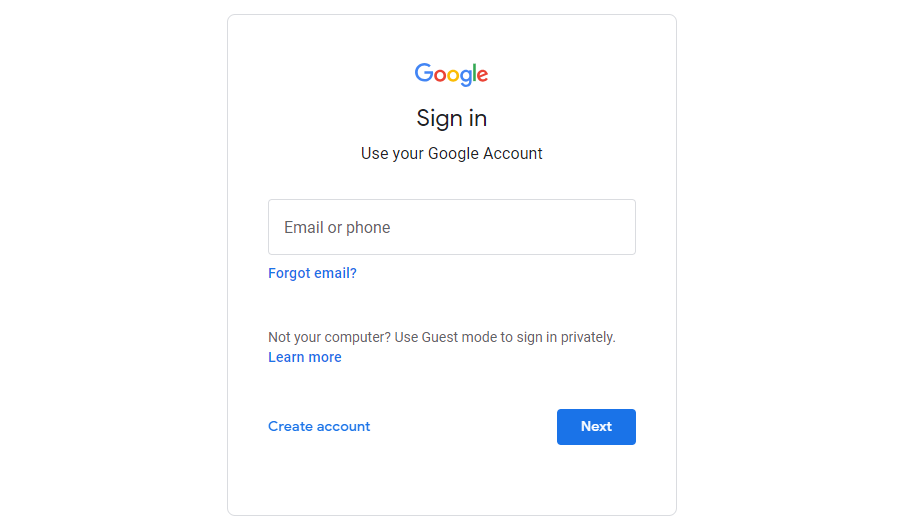 Google
Sign in
Use your Google Account
Email or phone
Forgot email?
Not your computer? Use Guest mode to sign in privately.
Learn more
Create account
Next